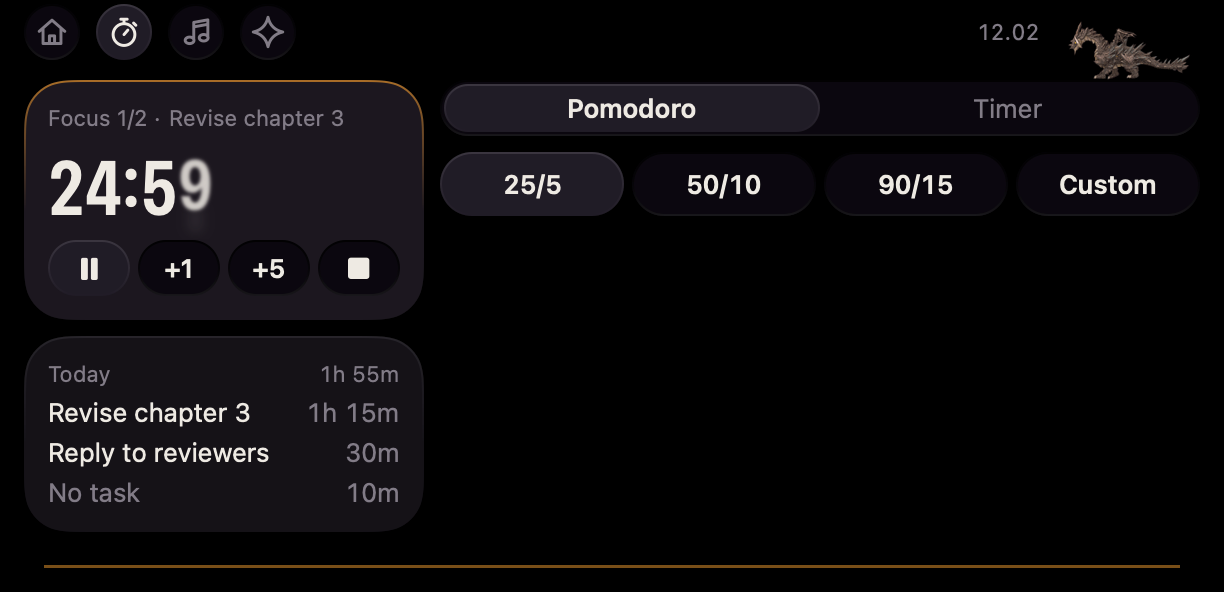 12.02
Focus 1/2 · Revise chapter 3
24:59
+1 +5
Today 1h 55m
Revise chapter 3 1h 15m
Reply to reviewers 30m
No task 10m
Pomodoro Timer
25/5 50/10 90/15 Custom